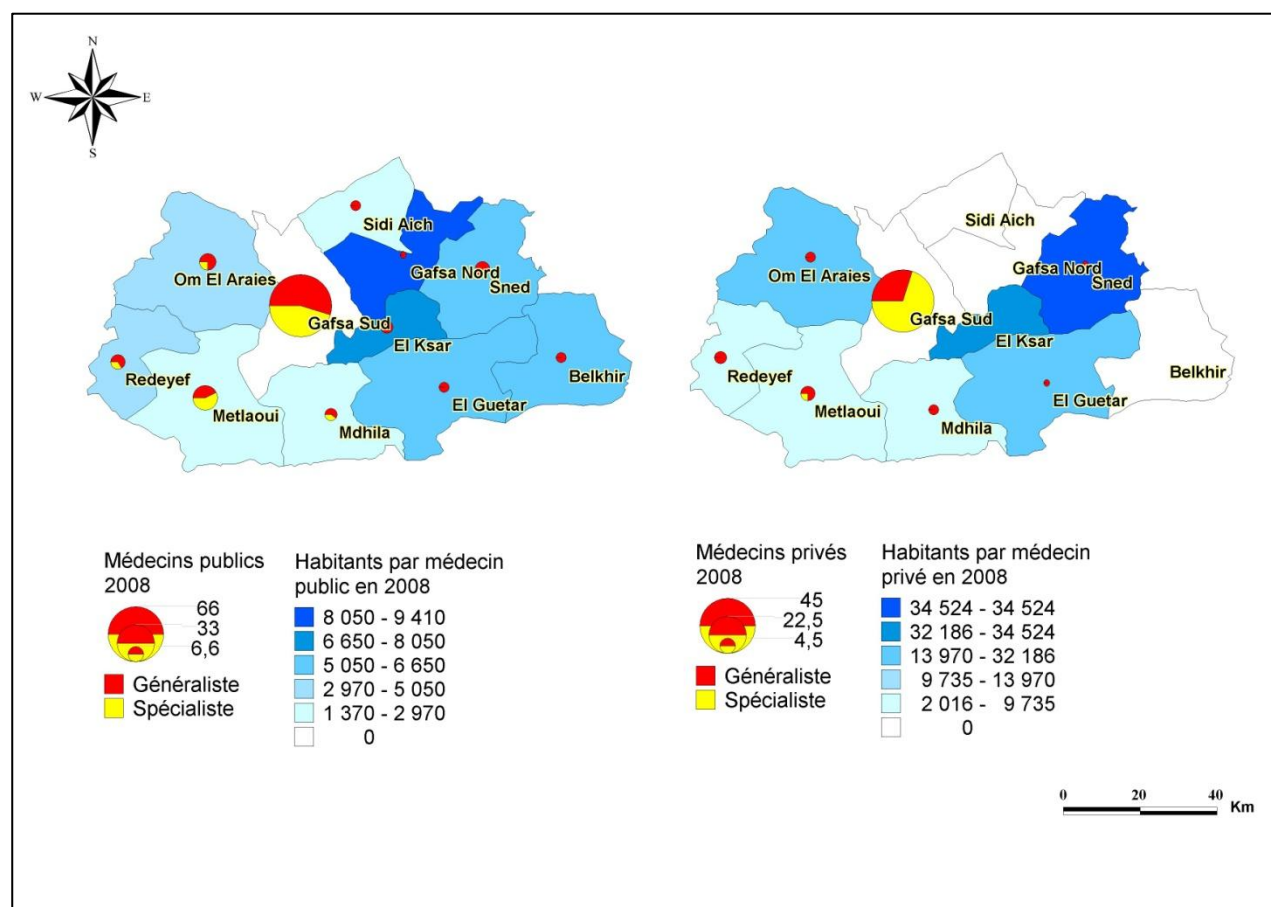 N
W E
S
Sidi Aich
Om El Araies
Gafsa Nord
Sned
Gafsa Sud
El Ksar
Redeyef
Belkhir
Metlaoui
El Guetar
Mdhila
Médecins publics
2008
66
33
6,6
Généraliste
Spécialiste
Habitants par médecin
public en 2008
8 050 - 9 410
6 650 - 8 050
5 050 - 6 650
2 970 - 5 050
1 370 - 2 970
0
Sidi Aich
Om El Araies
Gafsa Nord
Sned
Gafsa Sud
El Ksar
Redeyef
Belkhir
Metlaoui
El Guetar
Mdhila
Médecins privés
2008
45
22,5
4,5
Généraliste
Spécialiste
Habitants par médecin
privé en 2008
34 524 - 34 524
32 186 - 34 524
13 970 - 32 186
9 735 - 13 970
2 016 - 9 735
0
0 20 40
Km